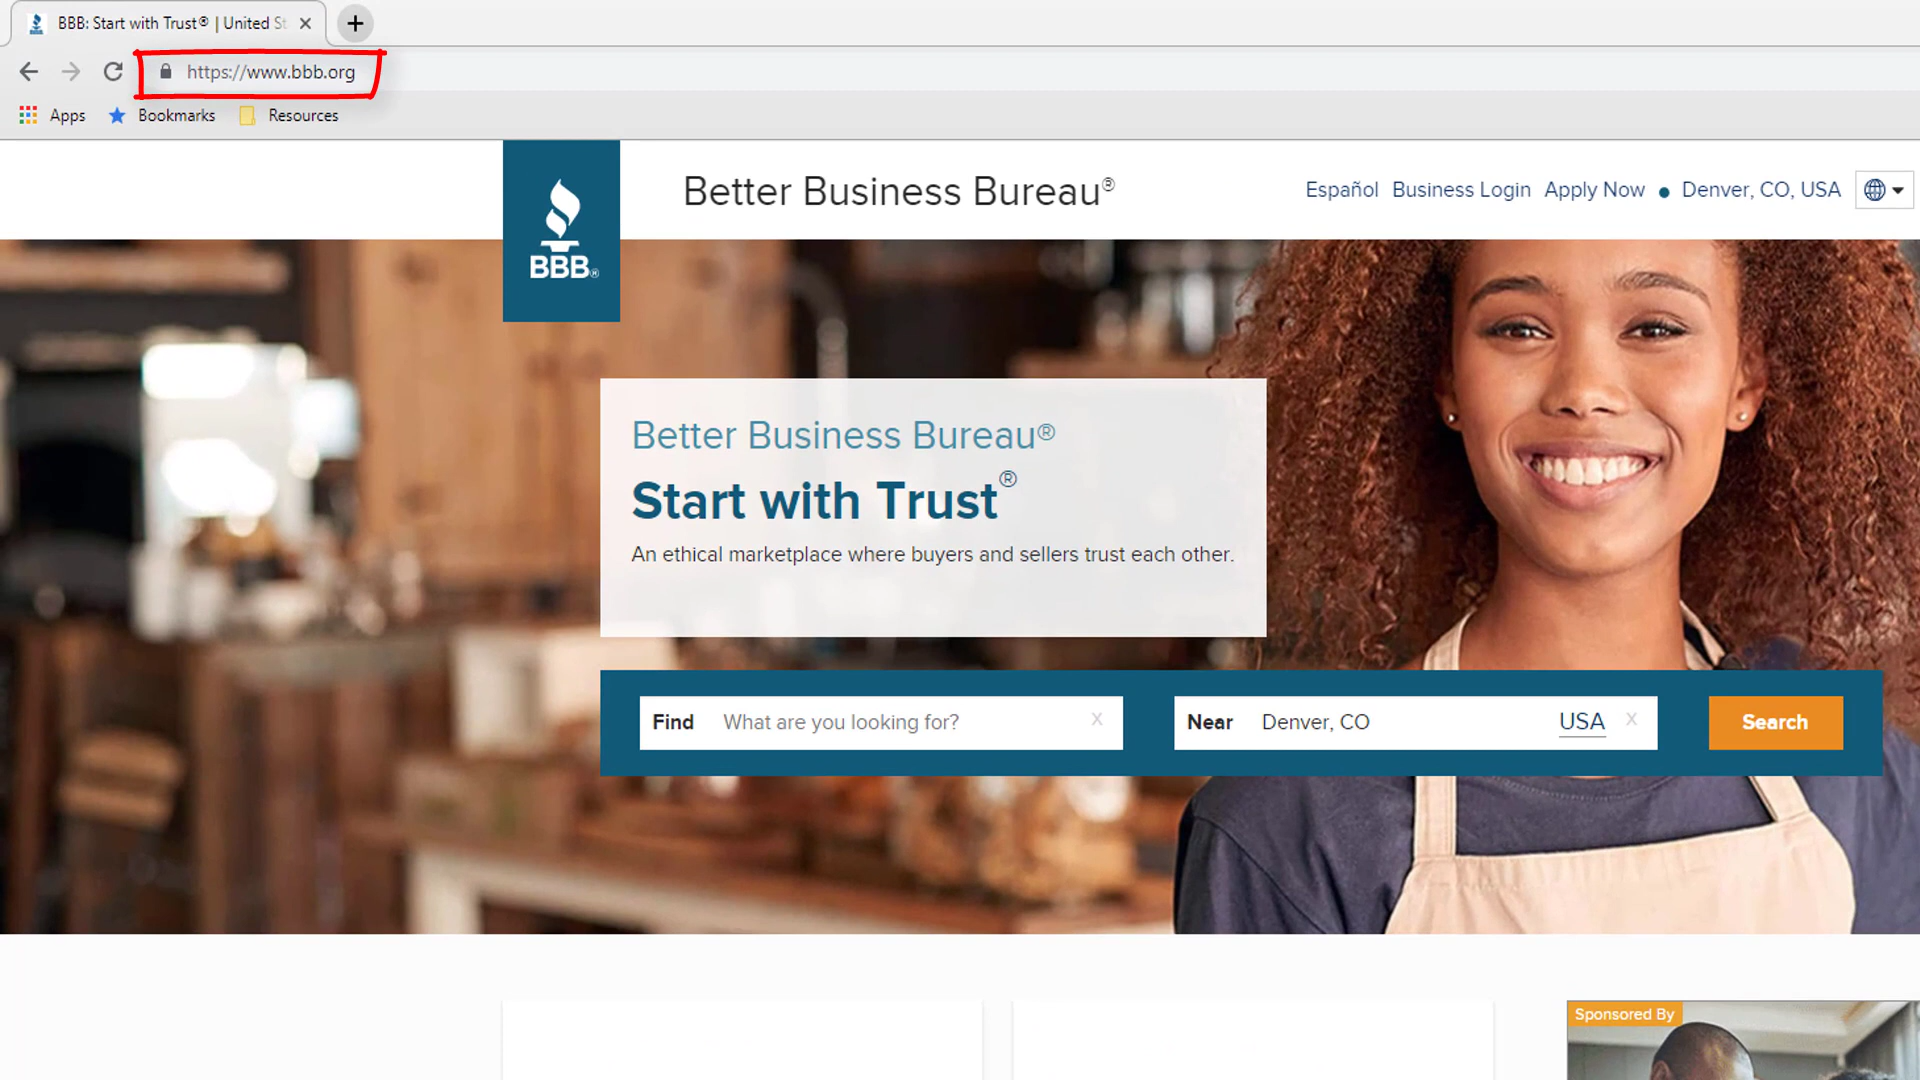 BBB: Start with Trust® | United St
https://www.bbb.org
Apps Bookmarks Resources
BBB®
Better Business Bureau®
Español Business Login Apply Now Denver, CO, USA
Better Business Bureau®
Start with Trust®
An ethical marketplace where buyers and sellers trust each other.
Find What are you looking for? X
Near Denver, CO USA X
Search
Sponsored By